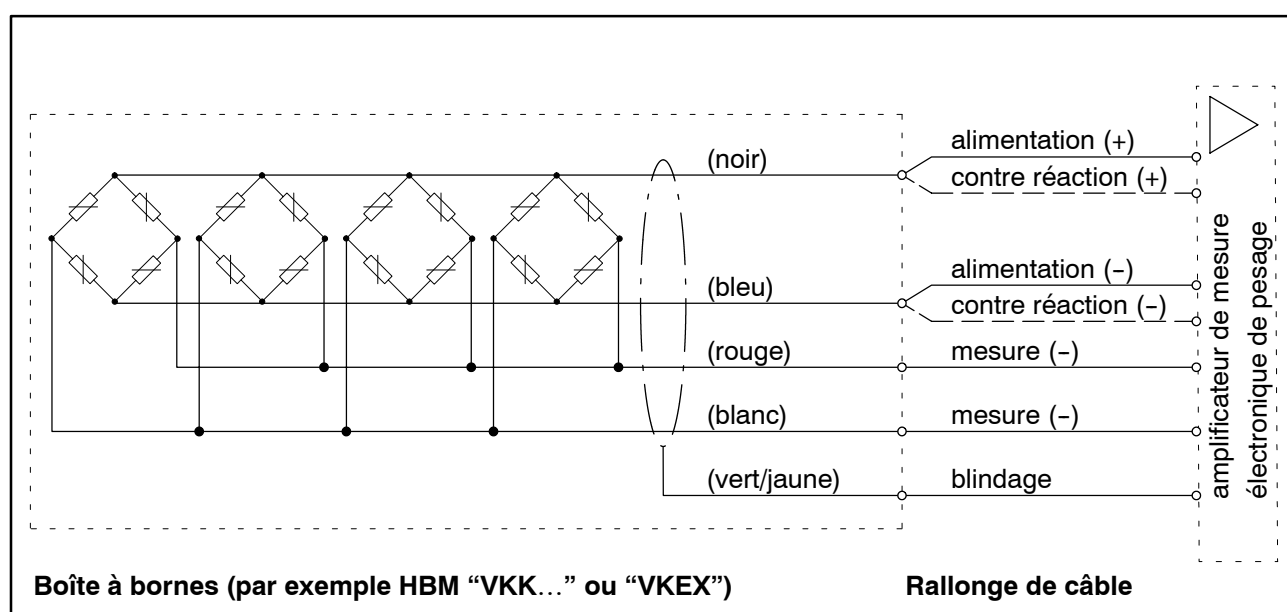 (noir)
alimentation (+)
contre réaction (+)
(bleu)
alimentation (–)
contre réaction (–)
(rouge)
mesure (–)
(blanc)
mesure (–)
(vert/jaune)
blindage
amplificateur de mesure
électronique de pesage
Boîte à bornes (par exemple HBM “VKK...” ou “VKEX”)
Rallonge de câble